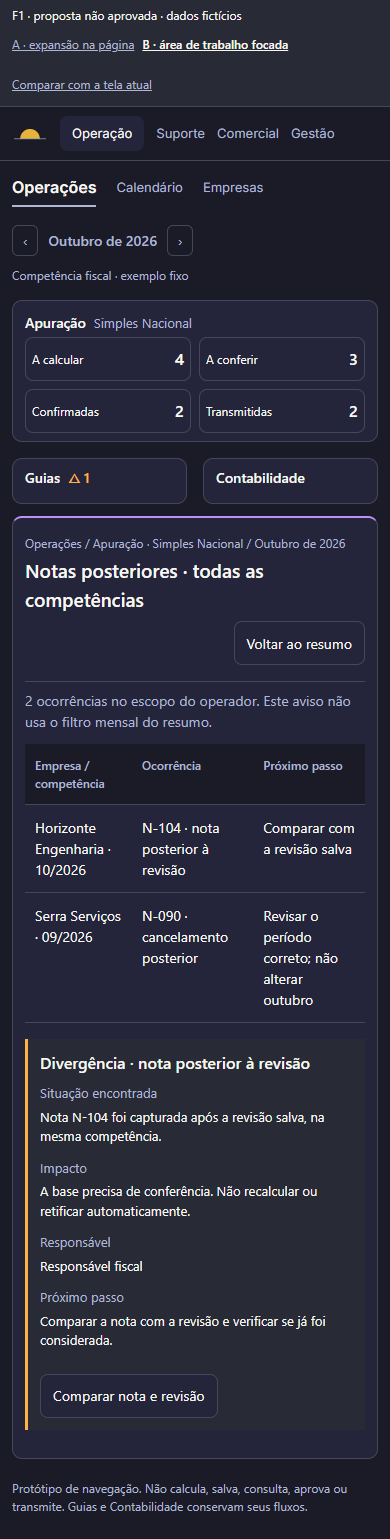 F1 · proposta não aprovada · dados fictícios
A · expansão na página B · área de trabalho focada
Comparar com a tela atual
Operação Suporte Comercial Gestão
Operações Calendário Empresas
‹ Outubro de 2026 ›
Competência fiscal · exemplo fixo
Apuração Simples Nacional
A calcular 4 A conferir 3
Confirmadas 2 Transmitidas 2
Guias △ 1 Contabilidade
Operações / Apuração · Simples Nacional / Outubro de 2026
Notas posteriores · todas as
competências
Voltar ao resumo
2 ocorrências no escopo do operador. Este aviso não
usa o filtro mensal do resumo.
Empresa /
competência
Ocorrência
Próximo passo
Horizonte
Engenharia ·
10/2026
N-104 · nota
posterior à
revisão
Comparar com
a revisão salva
Serra Serviços
· 09/2026
N-090 ·
cancelamento
posterior
Revisar o
período
correto; não
alterar
outubro
Divergência · nota posterior à revisão
Situação encontrada
Nota N-104 foi capturada após a revisão salva, na
mesma competência.
Impacto
A base precisa de conferência. Não recalcular ou
retificar automaticamente.
Responsável
Responsável fiscal
Próximo passo
Comparar a nota com a revisão e verificar se já foi
considerada.
Comparar nota e revisão
Protótipo de navegação. Não calcula, salva, consulta, aprova ou
transmite. Guias e Contabilidade conservam seus fluxos.